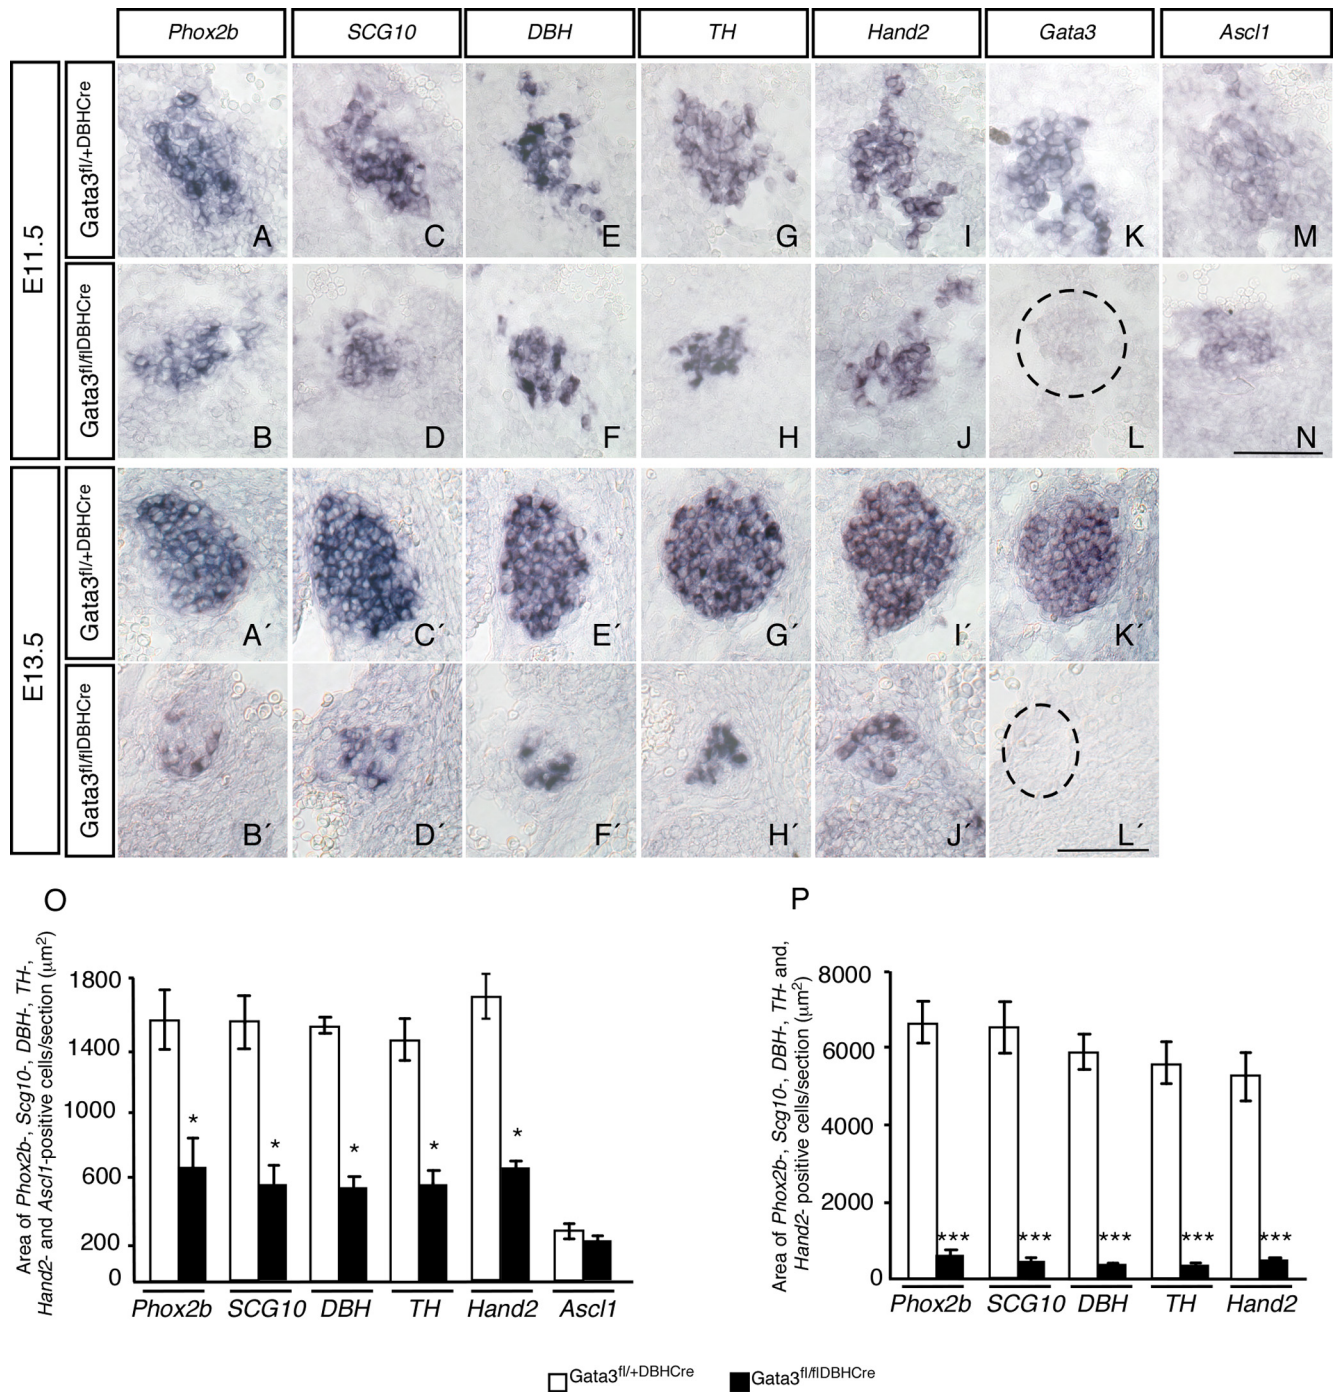 Phox2b SCG10 DBH TH Hand2 Gata3 Ascl1
E11.5
Gata3fl/+DBHCre
A C E G I K M
Gata3fl/flDBHCre
B D F H J L N
E13.5
Gata3fl/+DBHCre
A´ C´ E´ G´ I´ K´
Gata3fl/flDBHCre
B´ D´ F´ H´ J´ L´
O
Area of Phox2b-, Scg10-, DBH-, TH-,
Hand2- and Ascl1-positive cells/section (μm2)
1800
1400
1000
600
200
0
* * * * *
Phox2b SCG10 DBH TH Hand2 Ascl1
P
Area of Phox2b-, Scg10-, DBH-, TH- and,
Hand2- positive cells/section (μm2)
8000
6000
4000
2000
0
*** *** *** *** ***
Phox2b SCG10 DBH TH Hand2
Gata3fl/+DBHCre Gata3fl/flDBHCre